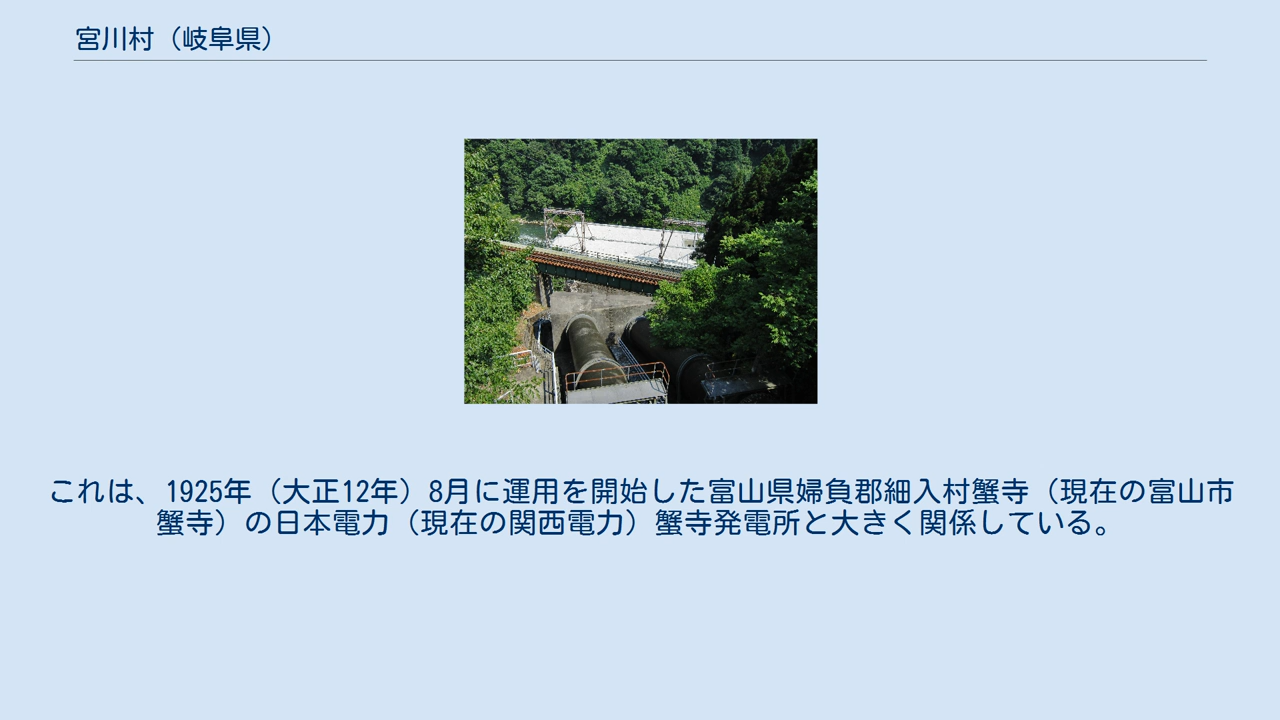 宮川村（岐阜県）
これは、1925年（大正12年）8月に運用を開始した富山県婦負郡細入村蟹寺（現在の富山市
蟹寺）の日本電力（現在の関西電力）蟹寺発電所と大きく関係している。